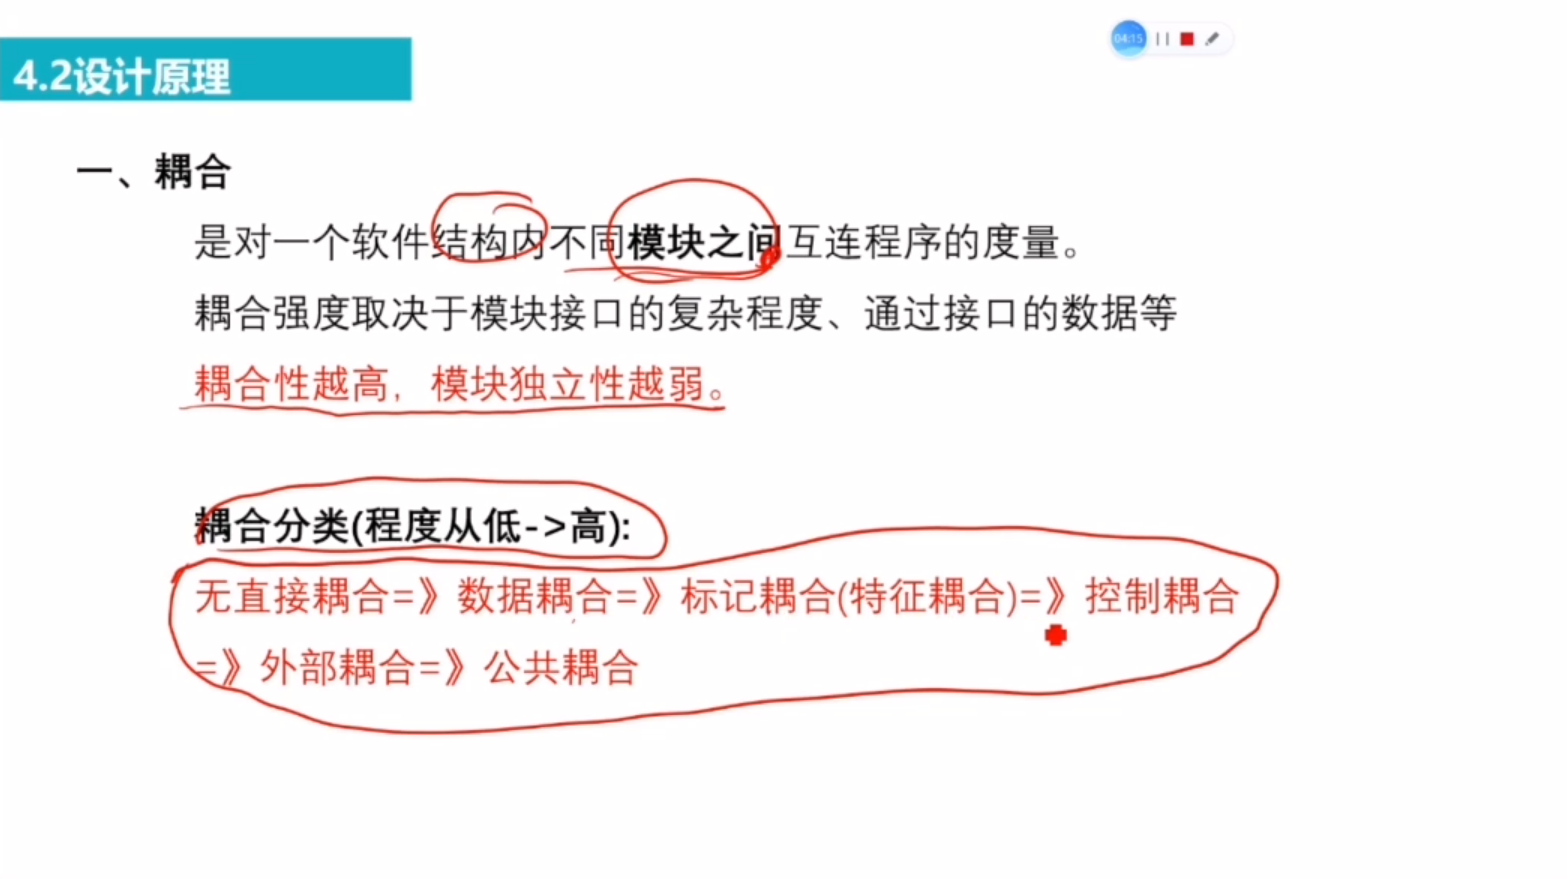 04:15
4.2设计原理
一、耦合
是对一个软件结构内不同模块之间互连程序的度量。
耦合强度取决于模块接口的复杂程度、通过接口的数据等
耦合性越高，模块独立性越弱。
耦合分类(程度从低->高):
无直接耦合=》数据耦合=》标记耦合(特征耦合)=》控制耦合
=》外部耦合=》公共耦合